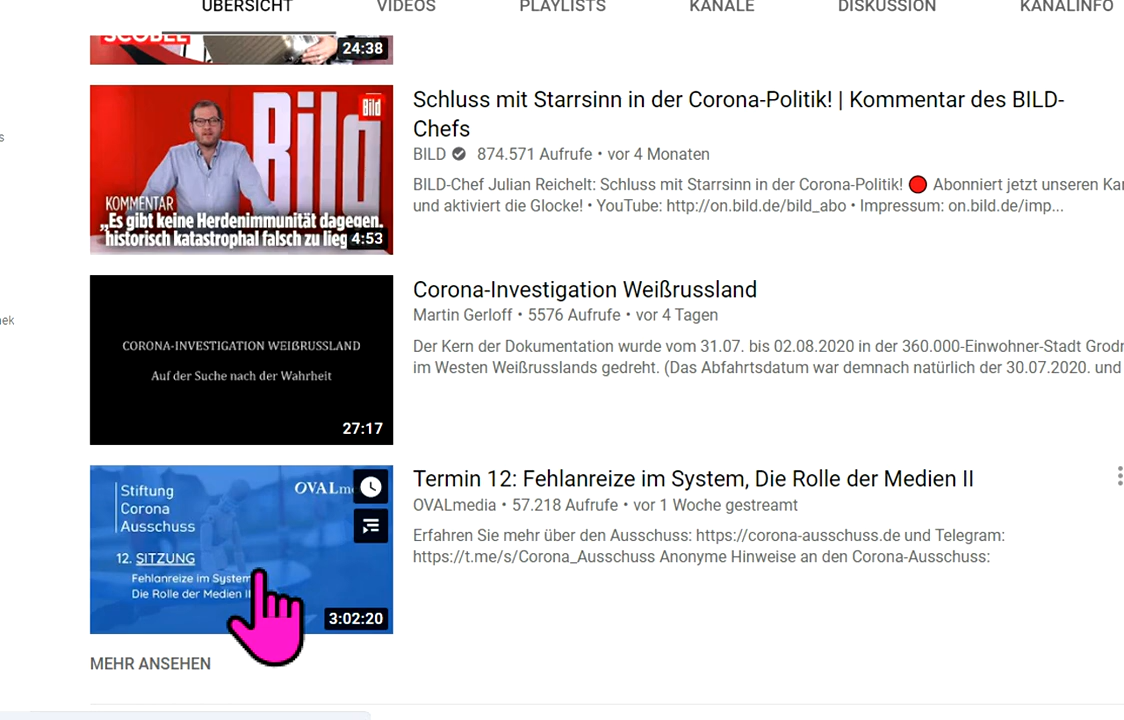 ÜBERSICHT VIDEOS PLAYLISTS KANÄLE DISKUSSION KANALINFO
SCOBEL
24:38
Schluss mit Starrsinn in der Corona-Politik! | Kommentar des BILD-
Chefs
BILD 874.571 Aufrufe • vor 4 Monaten
BILD-Chef Julian Reichelt: Schluss mit Starrsinn in der Corona-Politik! 🔴 Abonniert jetzt unseren
und aktiviert die Glocke! • YouTube: http://on.bild.de/bild_abo • Impressum: on.bild.de/imp...
Bild
Bild
KOMMENTAR
„Es gibt keine Herdenimmunität dagegen,
historisch katastrophal falsch zu
4:53
Corona-Investigation Weißrussland
Martin Gerloff • 5576 Aufrufe • vor 4 Tagen
Der Kern der Dokumentation wurde vom 31.07. bis 02.08.2020 in der 360.000-Einwohner-Stadt
im Westen Weißrusslands gedreht. (Das Abfahrtsdatum war demnach natürlich der 30.07.2020. und
CORONA-INVESTIGATION WEIßRUSSLAND
Auf der Suche nach der Wahrheit
27:17
Termin 12: Fehlanreize im System, Die Rolle der Medien II
OVALmedia • 57.218 Aufrufe • vor 1 Woche gestreamt
Erfahren Sie mehr über den Ausschuss: https://corona-ausschuss.de und Telegram:
https://t.me/s/Corona_Ausschuss Anonyme Hinweise an den Corona-Ausschuss:
Stiftung
Corona
Ausschuss
12. SITZUNG
Fehlanreize im System
Die Rolle der Medien II
3:02:20
MEHR ANSEHEN